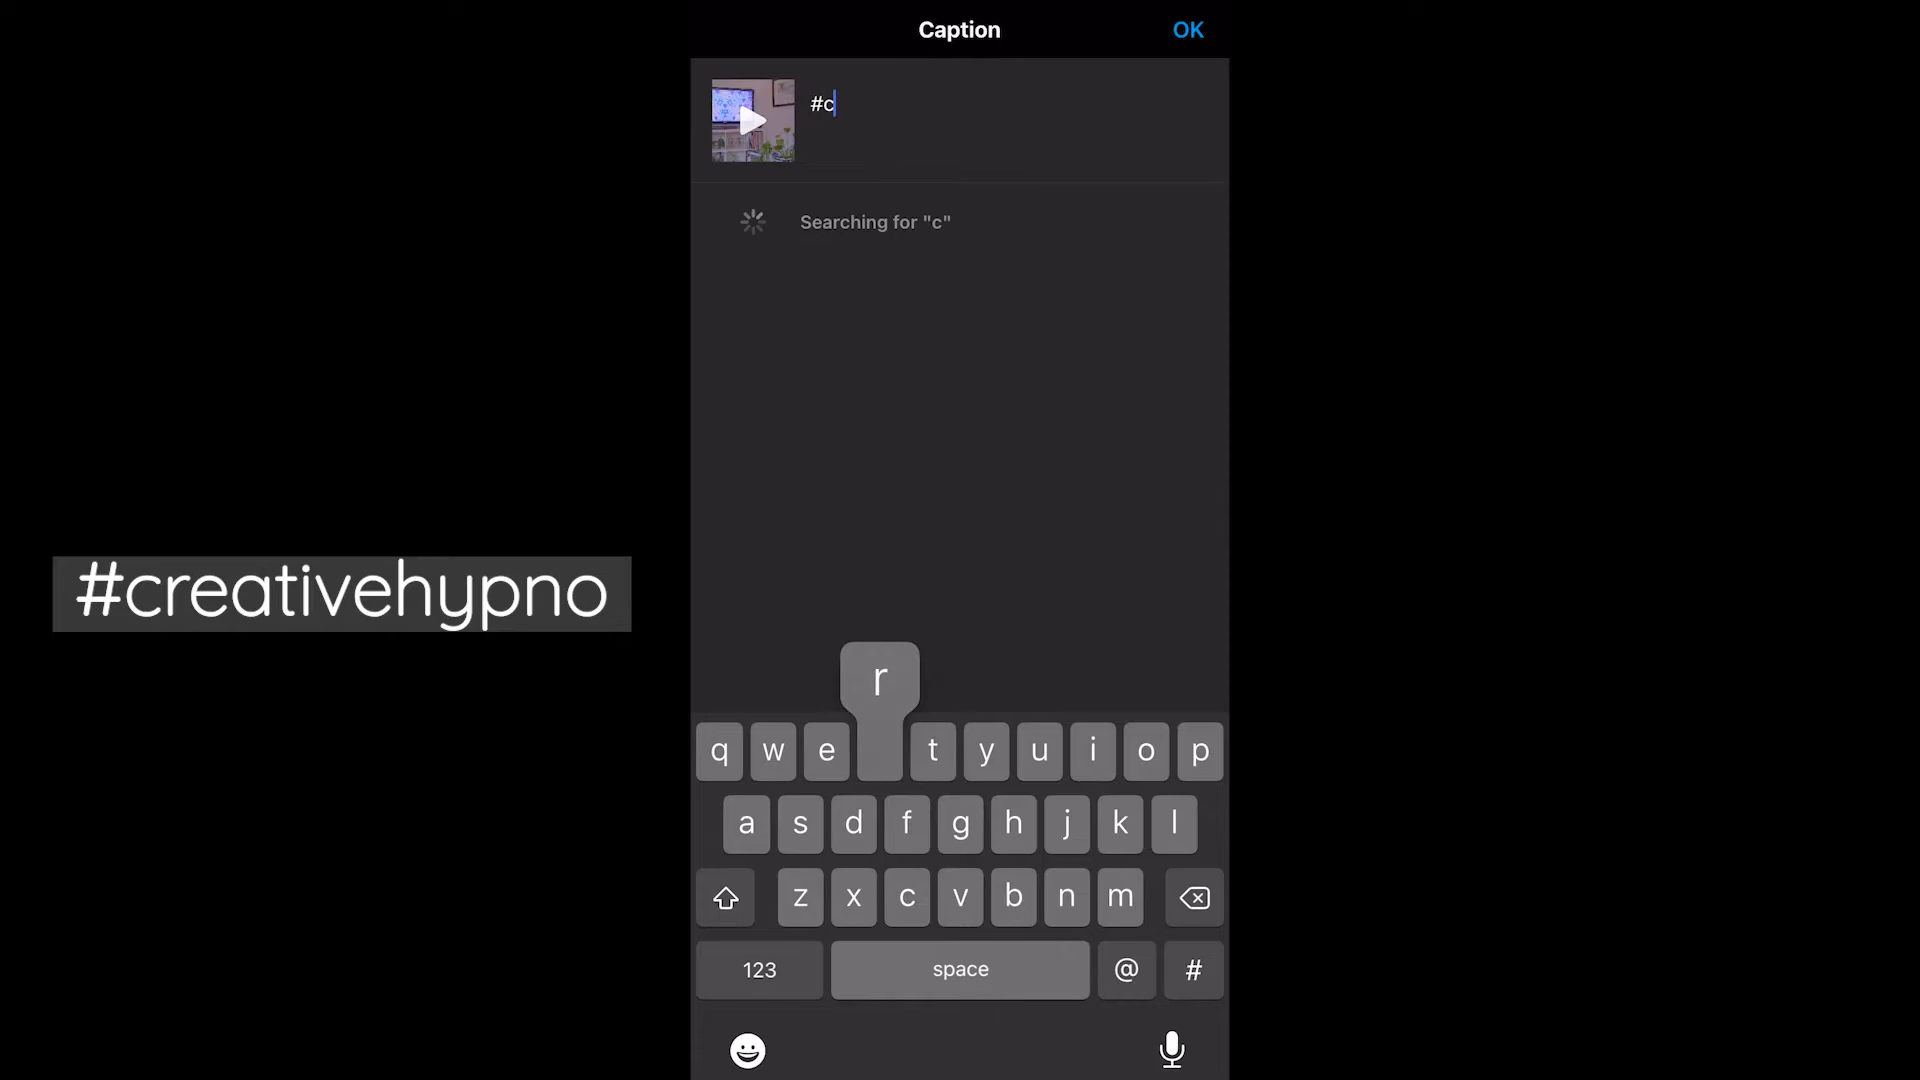 Caption
OK
#c
Searching for "c"
#creativehypno
r
q w e t y u i o p
a s d f g h j k l
z x c v b n m
123 space @ #